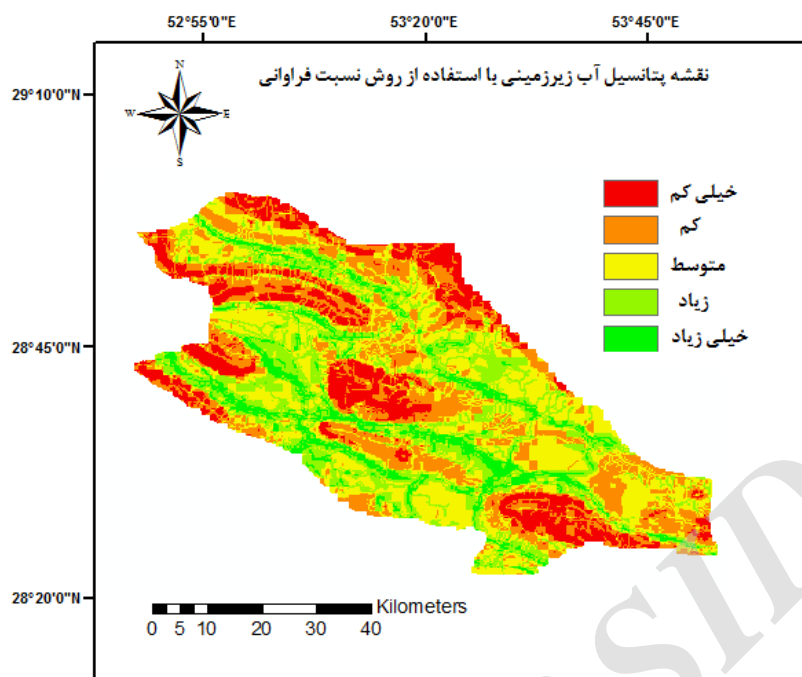 52°55'0"E 53°20'0"E 53°45'0"E
29°10'0"N
28°45'0"N
28°20'0"N
نقشه پتانسیل آب زیرزمینی با استفاده از روش نسبت فراوانی
N
W E
S
خیلی کم
کم
متوسط
زیاد
خیلی زیاد
Kilometers
0 5 10 20 30 40
SID